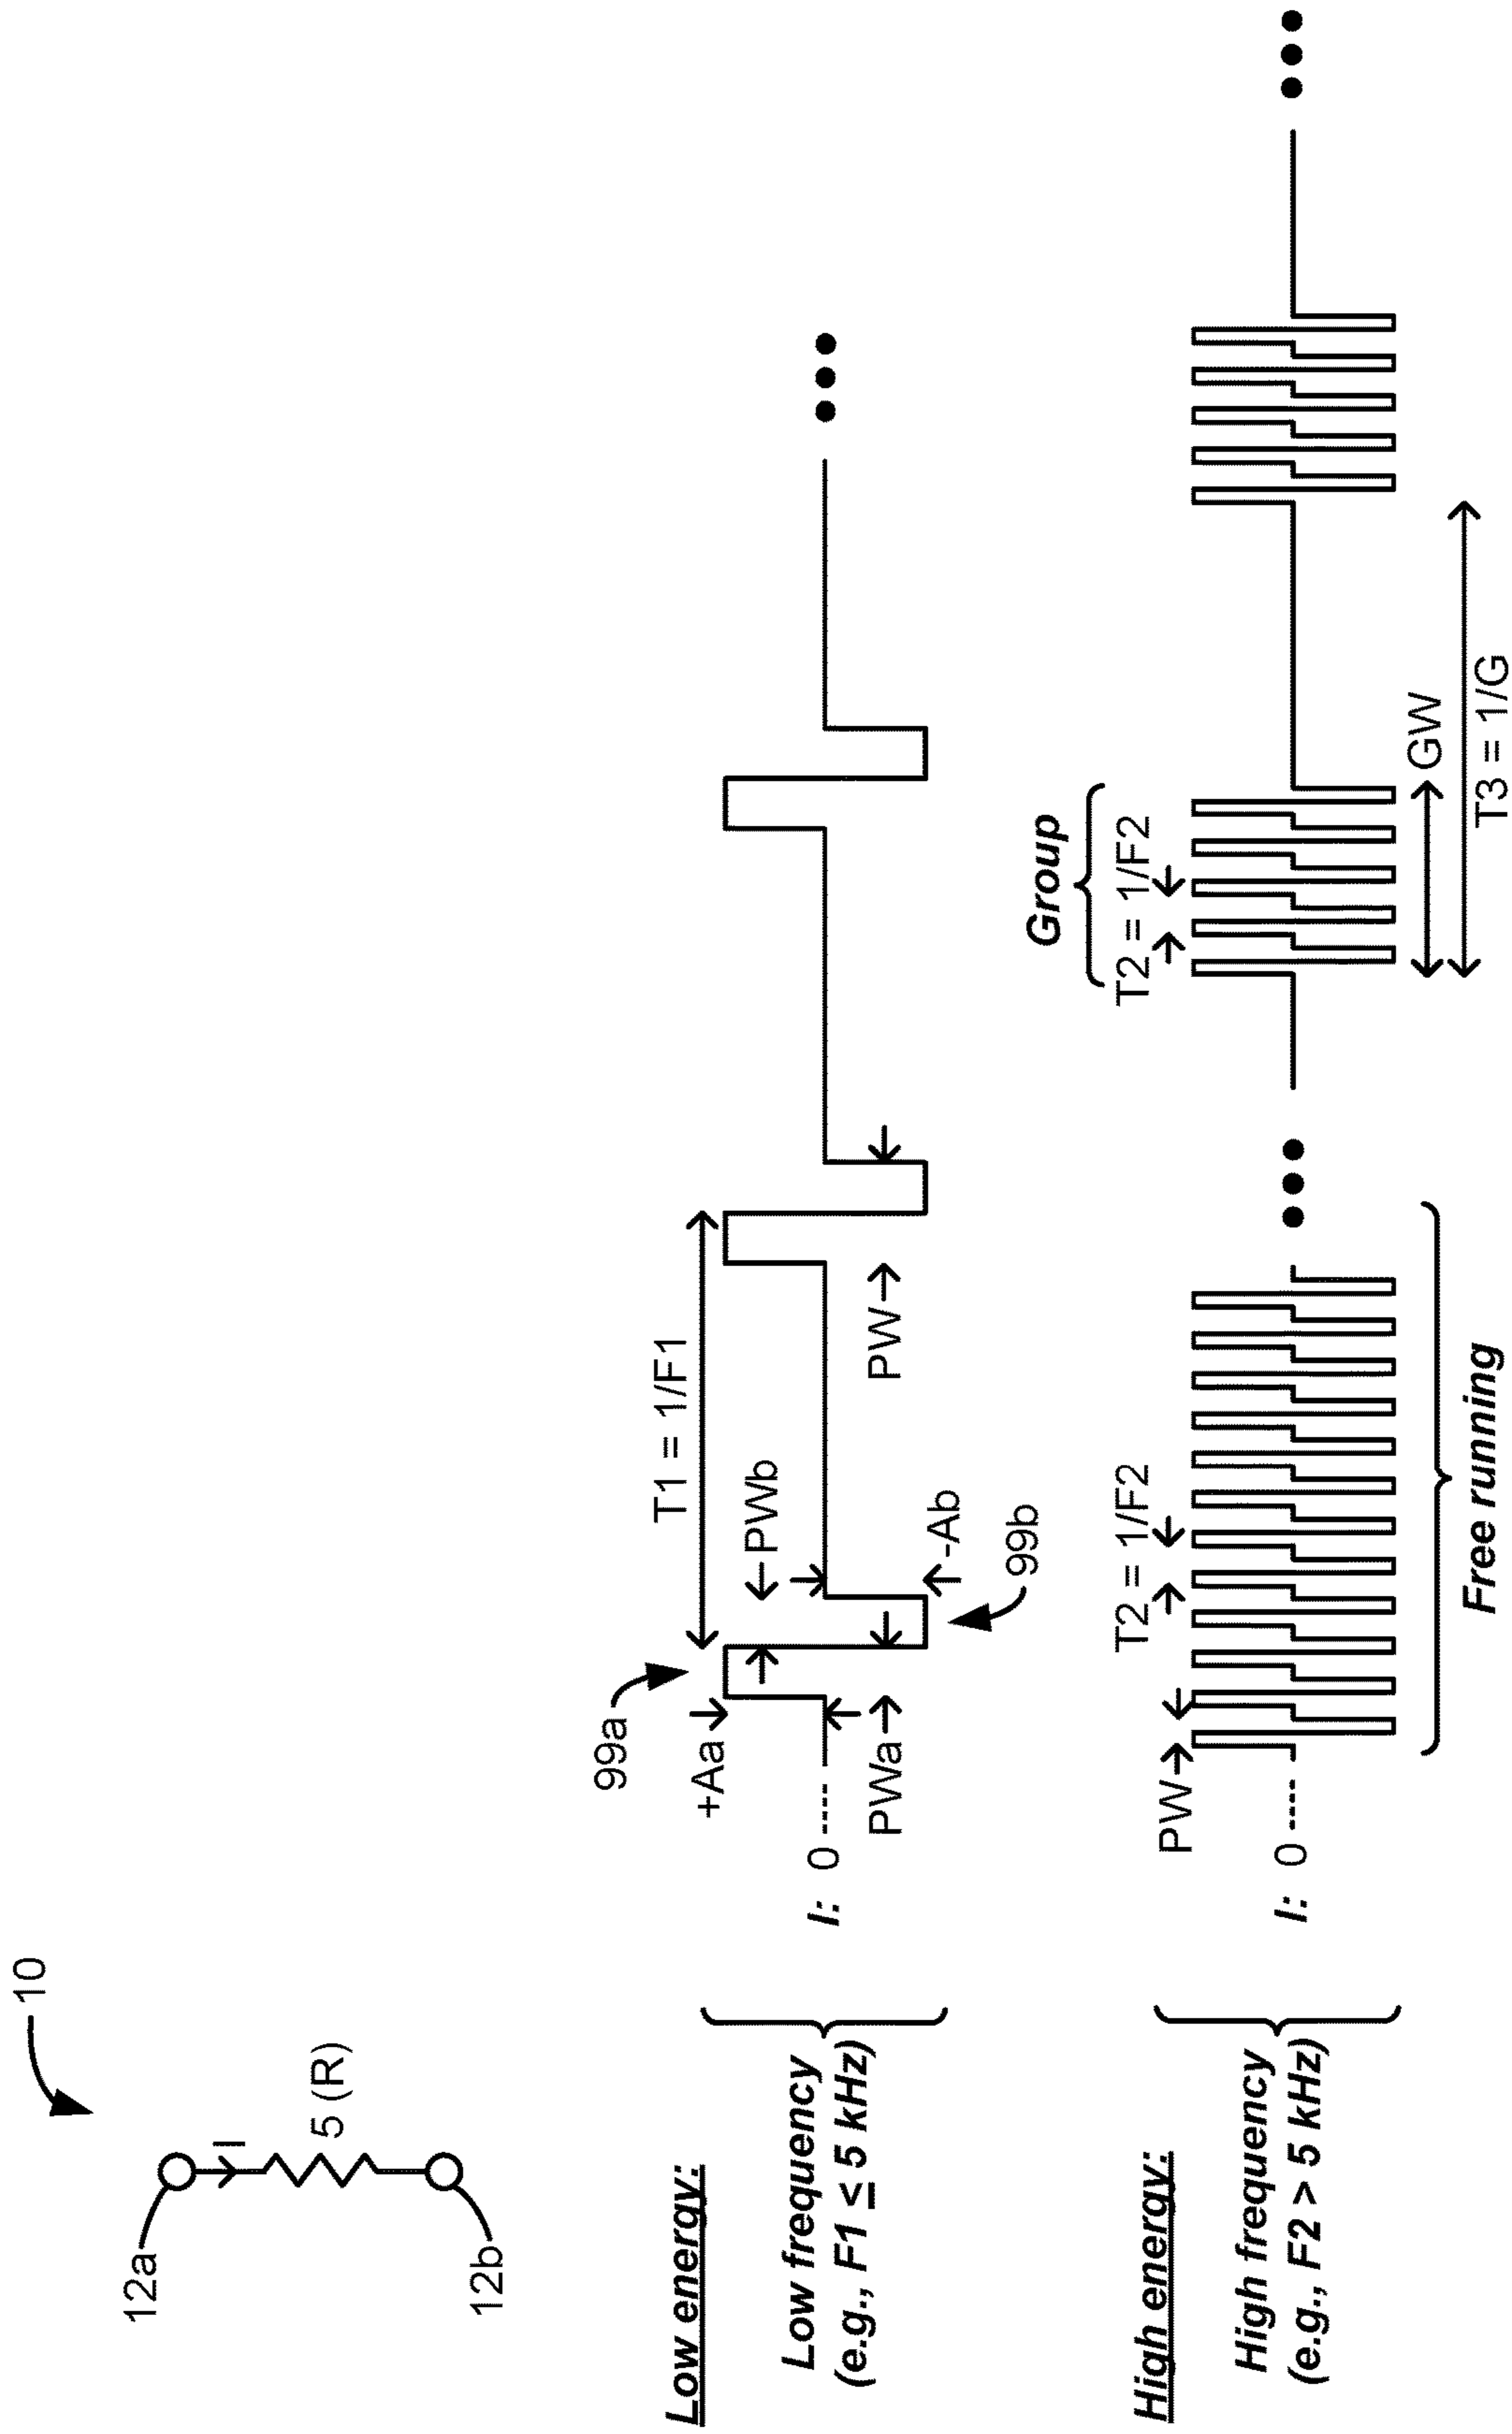 10
12a
I
5 (R)
12b
Low energy:
Low frequency
(e.g., F1 ≤ 5 kHz)
99a
T1 = 1/F1
+Aa
PWb
I: 0
PWa
-Ab
PW
99b
High energy:
High frequency
(e.g., F2 > 5 kHz)
Group
T2 = 1/F2
T2 = 1/F2
PW
I: 0
GW
Free running
T3 = 1/G